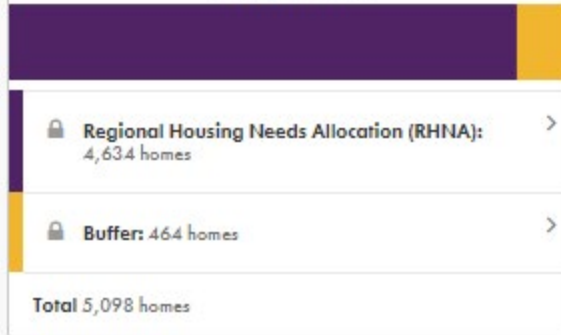 Regional Housing Needs Allocation (RHNA):
4,634 homes
Buffer: 464 homes
Total 5,098 homes